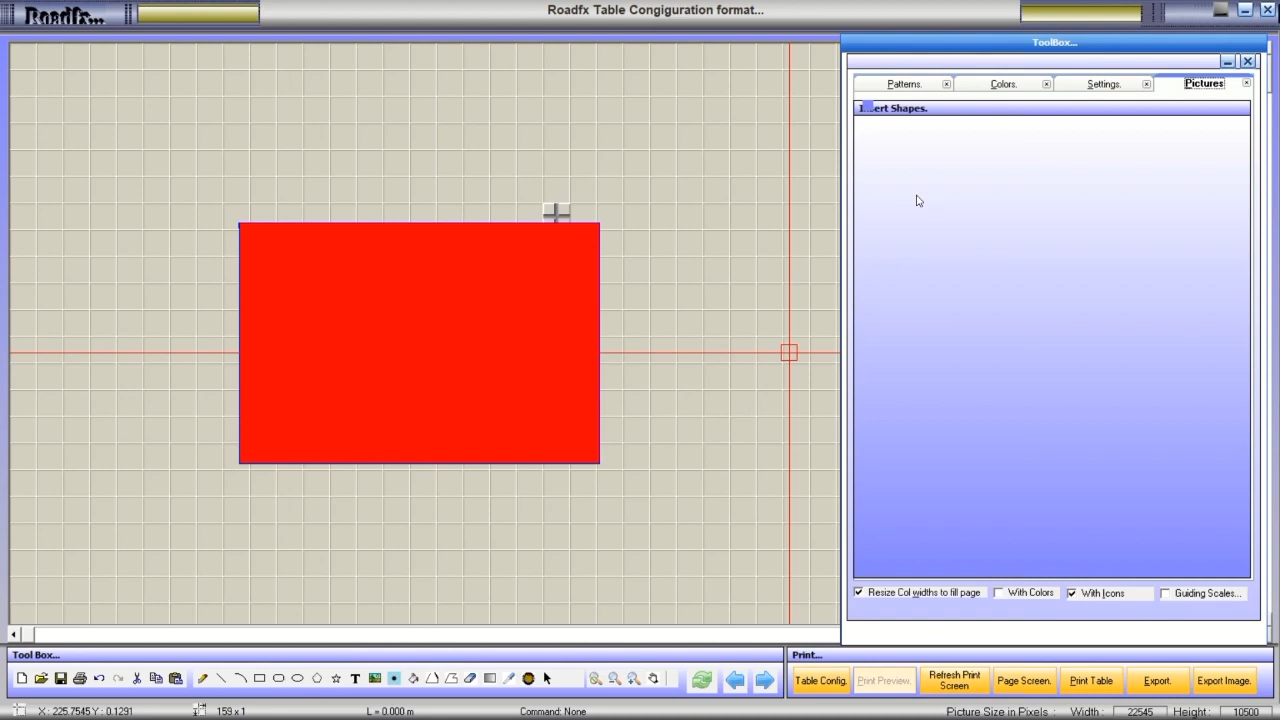 Roadfx...
Roadfx Table Congiguration format...
ToolBox...
Patterns.
Colors.
Settings.
Pictures
Insert Shapes.
Resize Col widths to fill page
With Colors
With Icons
Guiding Scales...
Tool Box...
T
Print...
Table Config.
Print Preview.
Refresh Print
Screen
Page Screen.
Print Table
Export.
Export Image.
X : 225.7545 Y : 0.1291
159 x 1
L = 0.000 m
Command: None
Picture Size in Pixels :
Width :
22545
Height :
10500